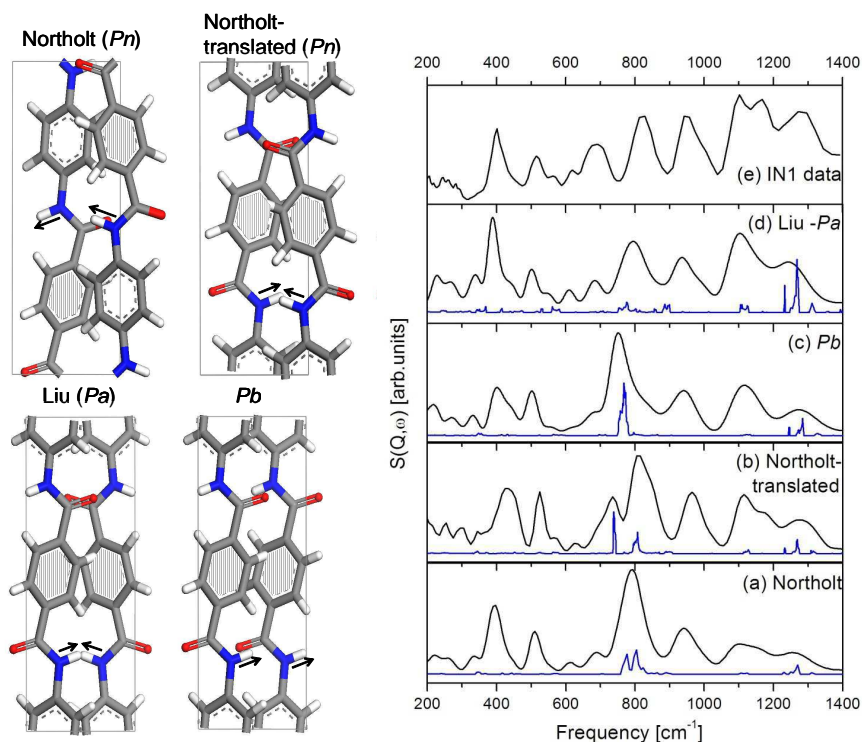 Northolt (Pn)
Northolt-
translated (Pn)
Liu (Pa)
Pb
200 400 600 800 1000 1200 1400
(e) IN1 data
(d) Liu -Pa
(c) Pb
(b) Northolt-
translated
(a) Northolt
S(Q,ω) [arb.units]
200 400 600 800 1000 1200 1400
Frequency [cm⁻¹]